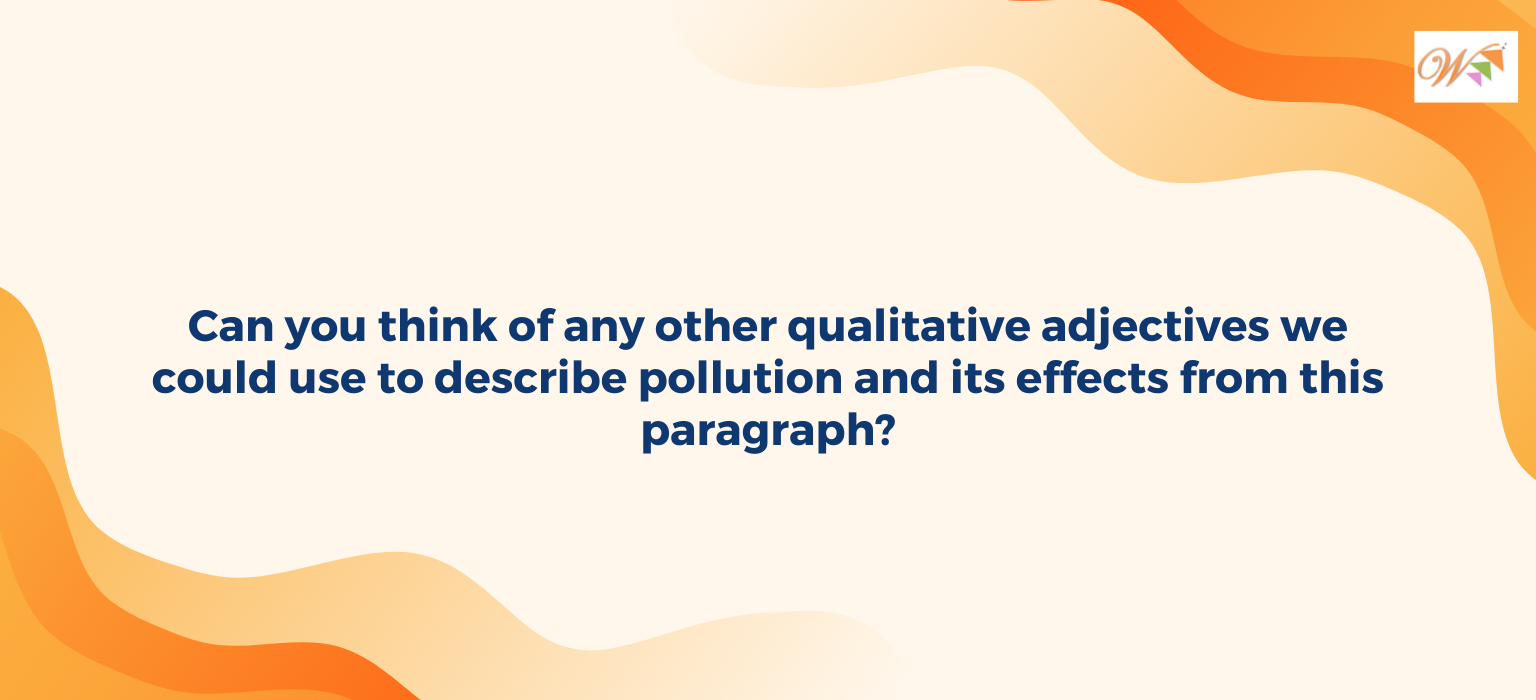 Can you think of any other qualitative adjectives we
could use to describe pollution and its effects from this
paragraph?
W